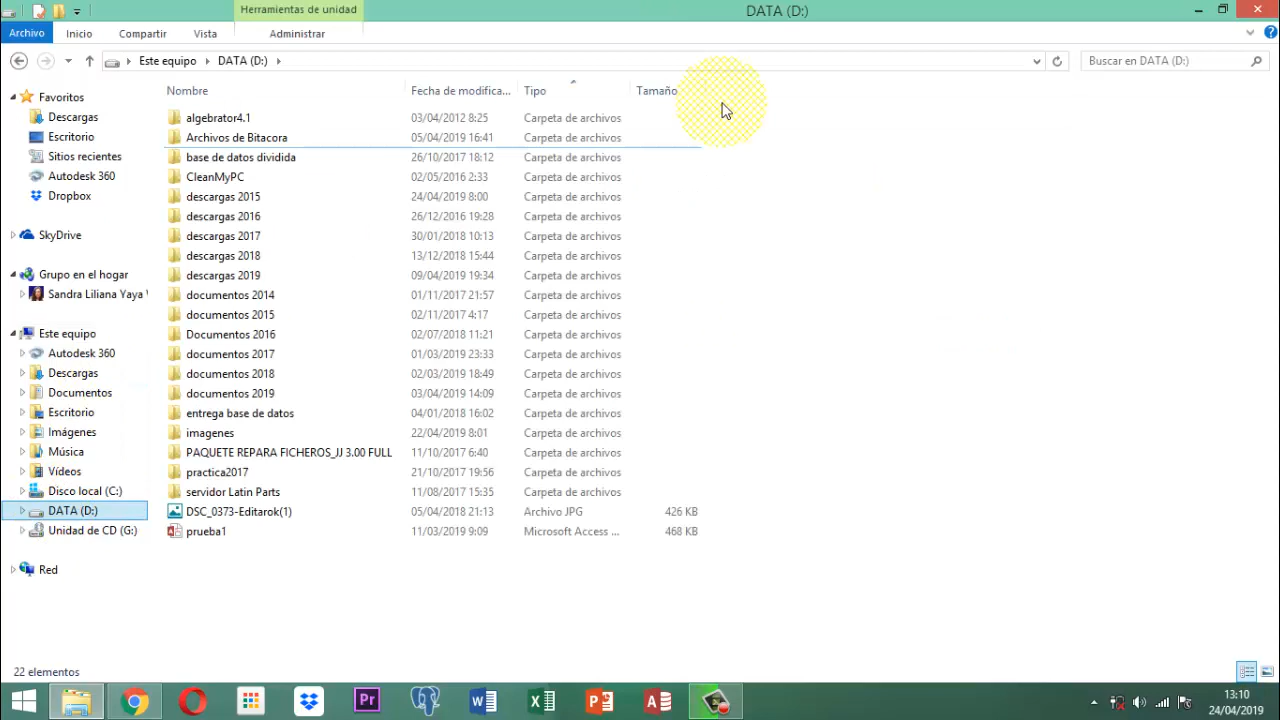 Herramientas de unidad
DATA (D:)
Archivo Inicio Compartir Vista Administrar
Este equipo DATA (D:)
Buscar en DATA (D:)
Nombre Fecha de modifica... Tipo Tamaño
Favoritos
Descargas
Escritorio
Sitios recientes
Autodesk 360
Dropbox
SkyDrive
Grupo en el hogar
Sandra Liliana Yaya
Este equipo
Autodesk 360
Descargas
Documentos
Escritorio
Imágenes
Música
Vídeos
Disco local (C:)
DATA (D:)
Unidad de CD (G:)
Red
algebrator4.1 03/04/2012 8:25 Carpeta de archivos
Archivos de Bitacora 05/04/2019 16:41 Carpeta de archivos
base de datos dividida 26/10/2017 18:12 Carpeta de archivos
CleanMyPC 02/05/2016 2:33 Carpeta de archivos
descargas 2015 24/04/2019 8:00 Carpeta de archivos
descargas 2016 26/12/2016 19:28 Carpeta de archivos
descargas 2017 30/01/2018 10:13 Carpeta de archivos
descargas 2018 13/12/2018 15:44 Carpeta de archivos
descargas 2019 09/04/2019 19:34 Carpeta de archivos
documentos 2014 01/11/2017 21:57 Carpeta de archivos
documentos 2015 02/11/2017 4:17 Carpeta de archivos
Documentos 2016 02/07/2018 11:21 Carpeta de archivos
documentos 2017 01/03/2019 23:33 Carpeta de archivos
documentos 2018 02/03/2019 18:49 Carpeta de archivos
documentos 2019 03/04/2019 14:09 Carpeta de archivos
entrega base de datos 04/01/2018 16:02 Carpeta de archivos
imagenes 22/04/2019 8:01 Carpeta de archivos
PAQUETE REPARA FICHEROS_JJ 3.00 FULL 11/10/2017 6:40 Carpeta de archivos
practica2017 21/10/2017 19:56 Carpeta de archivos
servidor Latin Parts 11/08/2017 15:35 Carpeta de archivos
DSC_0373-Editarok(1) 05/04/2018 21:13 Archivo JPG 426 KB
prueba1 11/03/2019 9:09 Microsoft Access ... 468 KB
22 elementos
Pr
13:10
24/04/2019